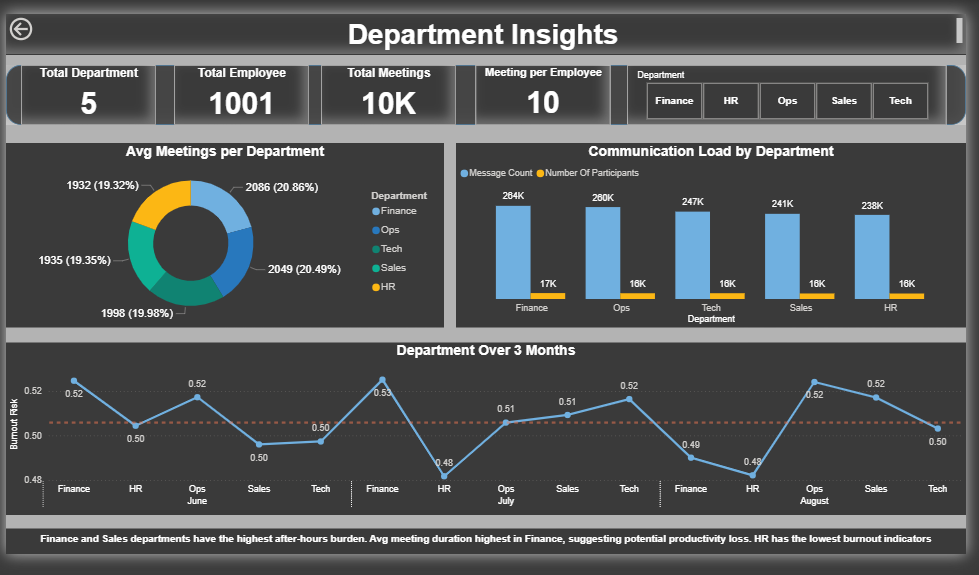 Department Insights
Total Department
5
Total Employee
1001
Total Meetings
10K
Meeting per Employee
10
Department
Finance HR Ops Sales Tech
Avg Meetings per Department
1932 (19.32%)
2086 (20.86%)
1935 (19.35%)
2049 (20.49%)
1998 (19.98%)
Department
Finance
Ops
Tech
Sales
HR
Communication Load by Department
Message Count Number Of Participants
264K 260K 247K 241K 238K
17K 16K 16K 16K 16K
Finance Ops Tech Sales HR
Department
Department Over 3 Months
Burnout Risk
0.52
0.50
0.48
0.52 0.50 0.52 0.50 0.50 0.53 0.48 0.51 0.51 0.52 0.49 0.48 0.52 0.52 0.50
Finance HR Ops Sales Tech Finance HR Ops Sales Tech Finance HR Ops Sales Tech
June July August
Finance and Sales departments have the highest after-hours burden. Avg meeting duration highest in Finance, suggesting potential productivity loss. HR has the lowest burnout indicators